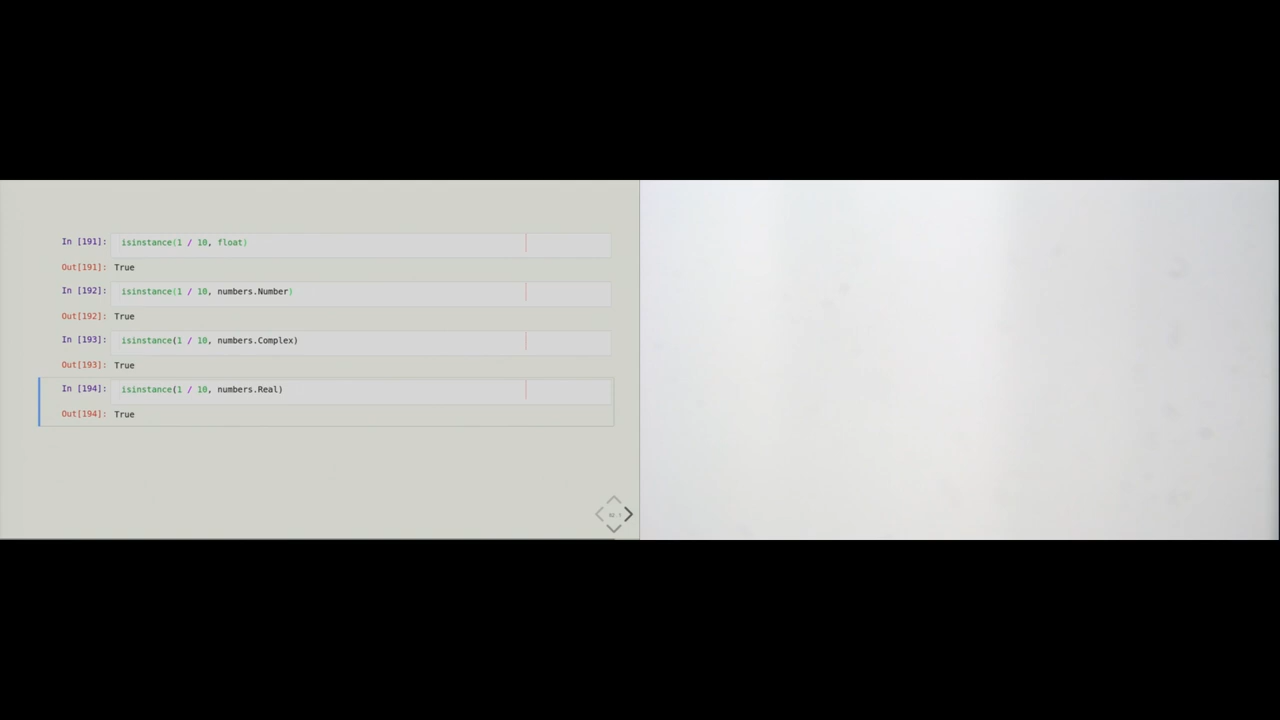 In [191]: isinstance(1 / 10, float)
Out[191]: True
In [192]: isinstance(1 / 10, numbers.Number)
Out[192]: True
In [193]: isinstance(1 / 10, numbers.Complex)
Out[193]: True
In [194]: isinstance(1 / 10, numbers.Real)
Out[194]: True